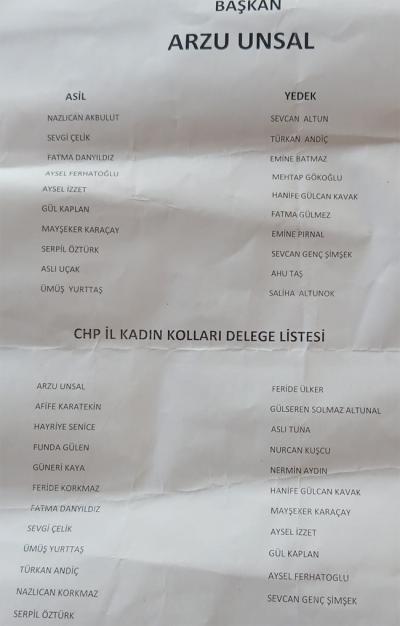 BAŞKAN
ARZU UNSAL
ASİL
NAZLICAN AKBULUT
SEVGİ ÇELİK
FATMA DANYILDIZ
AYSEL FERHATOĞLU
AYSEL İZZET
GÜL KAPLAN
MAYŞEKER KARAÇAY
SERPİL ÖZTÜRK
ASLI UÇAK
ÜMÜŞ YURTTAŞ
YEDEK
SEVCAN ALTUN
TÜRKAN ANDİÇ
EMİNE BATMAZ
MEHTAP GÖKOĞLU
HANİFE GÜLCAN KAVAK
FATMA GÜLMEZ
EMİNE PIRNAL
SEVCAN GENÇ ŞİMŞEK
AHU TAŞ
SALİHA ALTUNOK
CHP İL KADIN KOLLARI DELEGE LİSTESİ
ARZU UNSAL
AFİFE KARATEKİN
HAYRİYE SENİCE
FUNDA GÜLEN
GÜNERİ KAYA
FERİDE KORKMAZ
FATMA DANYILDIZ
SEVGİ ÇELİK
ÜMÜŞ YURTTAŞ
TÜRKAN ANDİÇ
NAZLICAN KORKMAZ
SERPİL ÖZTÜRK
FERİDE ÜLKER
GÜLSEREN SOLMAZ ALTUNAL
ASLI TUNA
NURCAN KUŞCU
NERMİN AYDIN
HANİFE GÜLCAN KAVAK
MAYŞEKER KARAÇAY
AYSEL İZZET
GÜL KAPLAN
AYSEL FERHATOGLU
SEVCAN GENÇ ŞİMŞEK